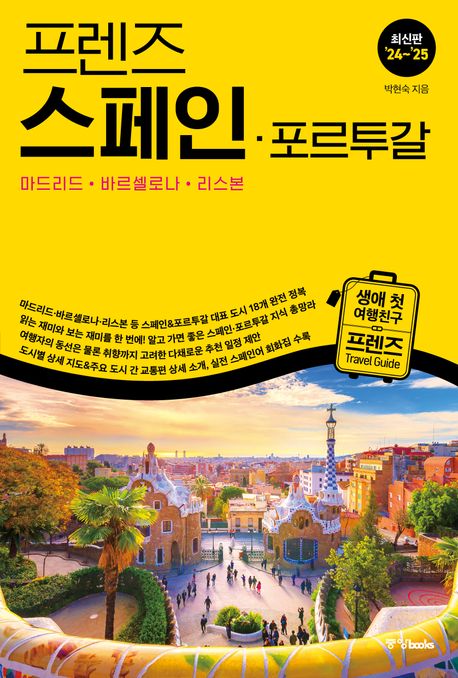 프렌즈
최신판
'24~'25
박현숙 지음
스페인·포르투갈
마드리드 • 바르셀로나 • 리스본
생애 첫
여행친구
프렌즈
Travel Guide
마드리드·바르셀로나·리스본 등 스페인&포르투갈 대표 도시 18개 완전 정복
읽는 재미와 보는 재미를 한 번에! 알고 가면 좋은 스페인·포르투갈 지식 총망라
여행자의 동선은 물론 취향까지 고려한 다채로운 추천 일정 제안
도시별 상세 지도&주요 도시 간 교통편 상세 소개, 실전 스페인어 회화집 수록
중앙books